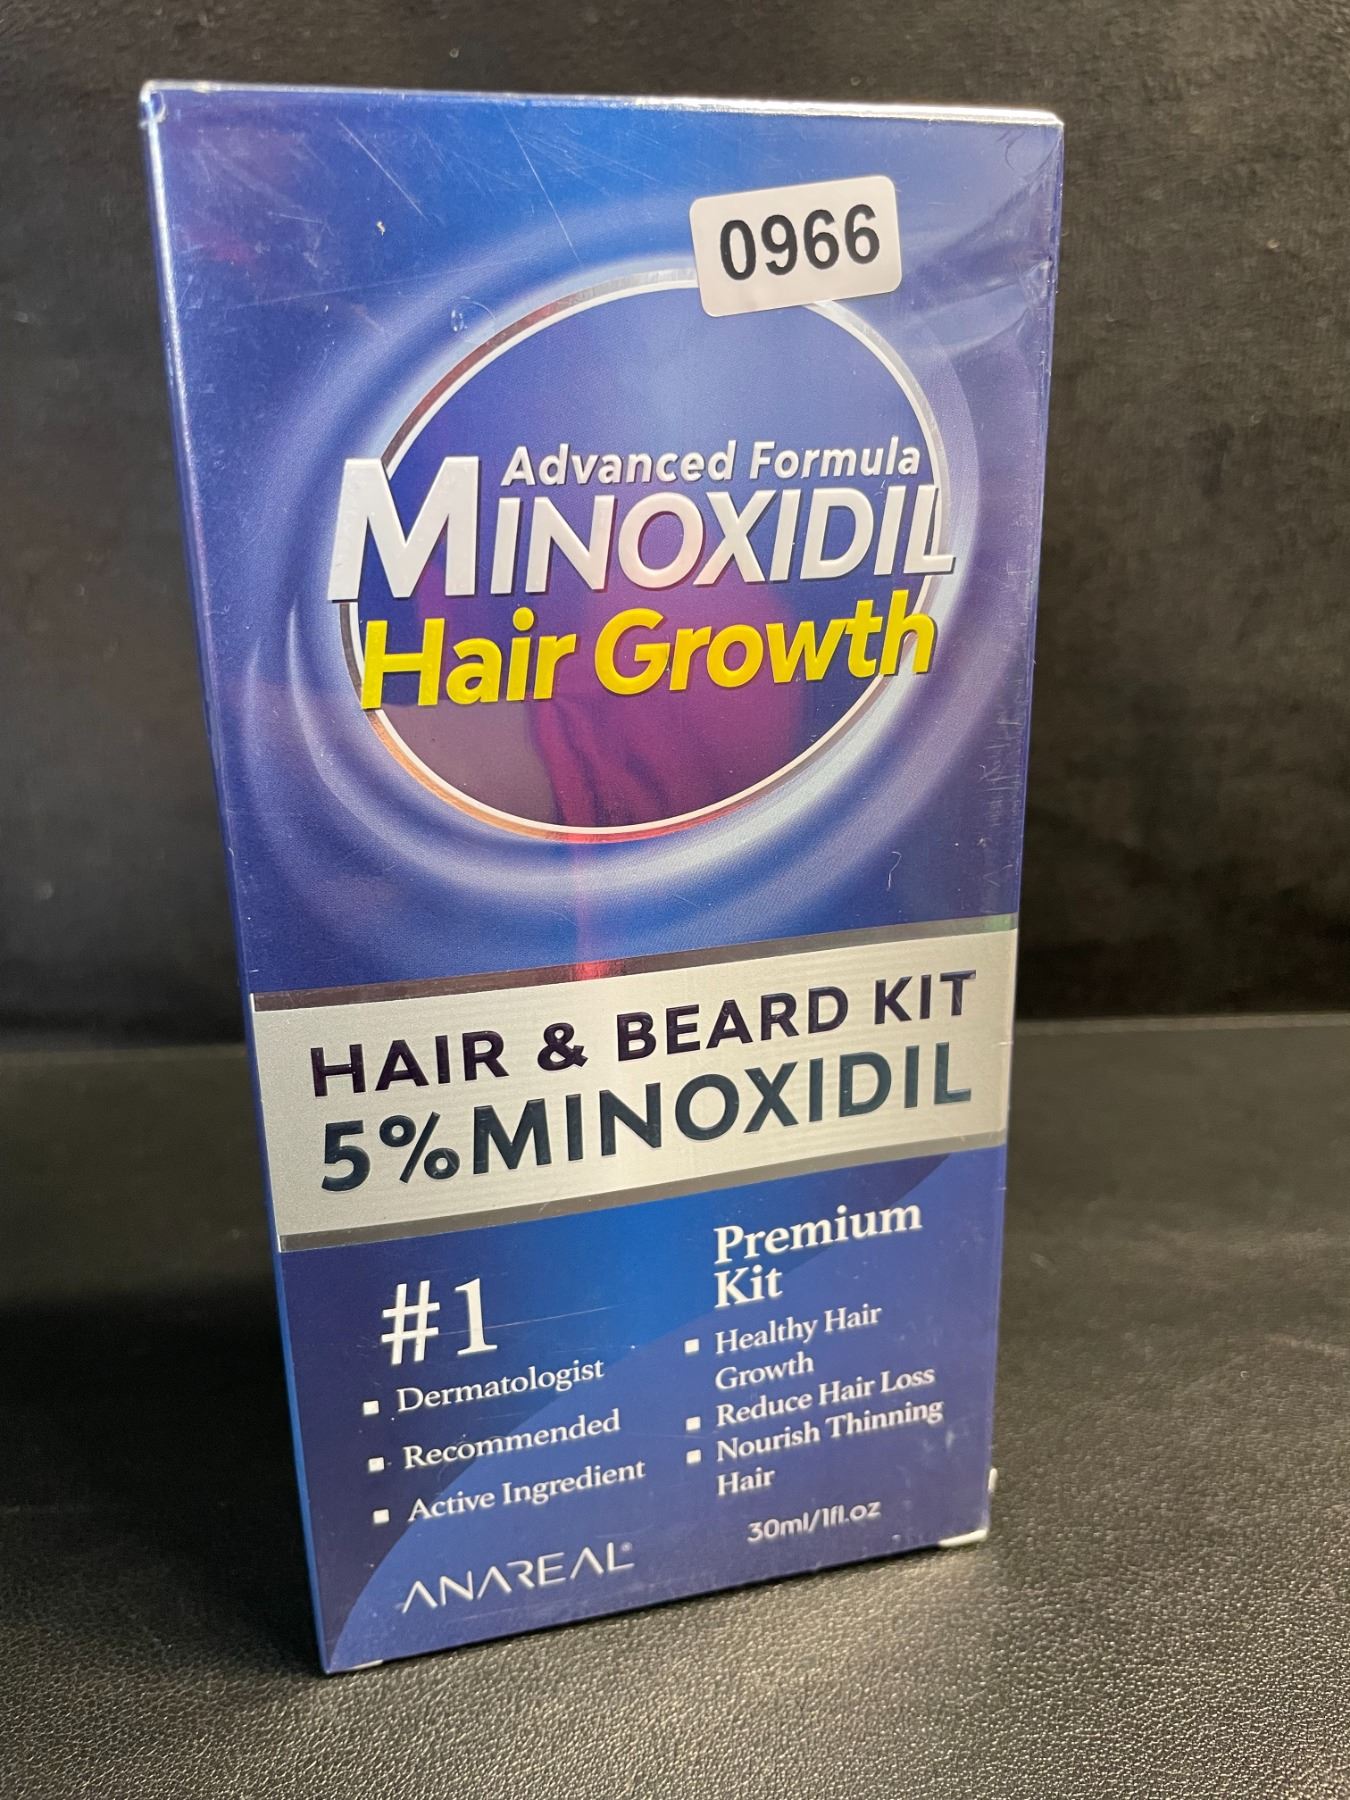 0966
Advanced Formula
MINOXIDIL
Hair Growth
HAIR & BEARD KIT
5%MINOXIDIL
#1
▪ Dermatologist
▪ Recommended
▪ Active Ingredient
Premium
Kit
▪ Healthy Hair
Growth
▪ Reduce Hair Loss
▪ Nourish Thinning
Hair
30ml/1fl.oz
ANAREAL®